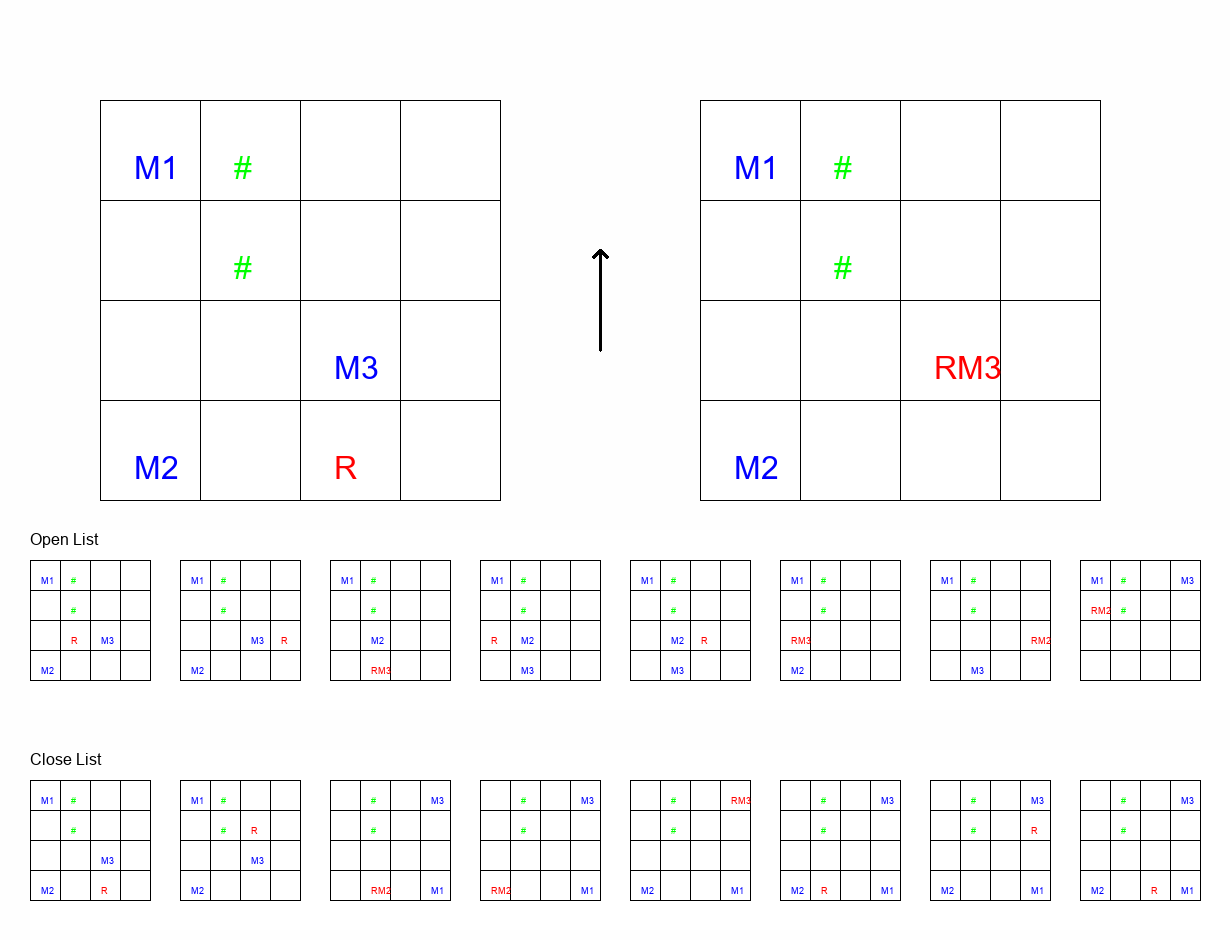 M1 # M1 #
# #
M3 RM3
M2 R M2
Open List
M1 # M1 # M1 # M1 # M1 # M1 # M1 # M1 # M3
# # # # # # # RM2 #
R M3 M3 R M2 R M2 M2 R RM3 RM2
M2 M2 RM3 M3 M3 M2 M3
Close List
M1 # M1 # # M3 # M3 # RM3 # M3 # M3 # M3
# # R # # # # # R #
M3 M3
M2 R M2 RM2 M1 RM2 M1 M2 M1 M2 R M1 M2 M1 M2 R M1